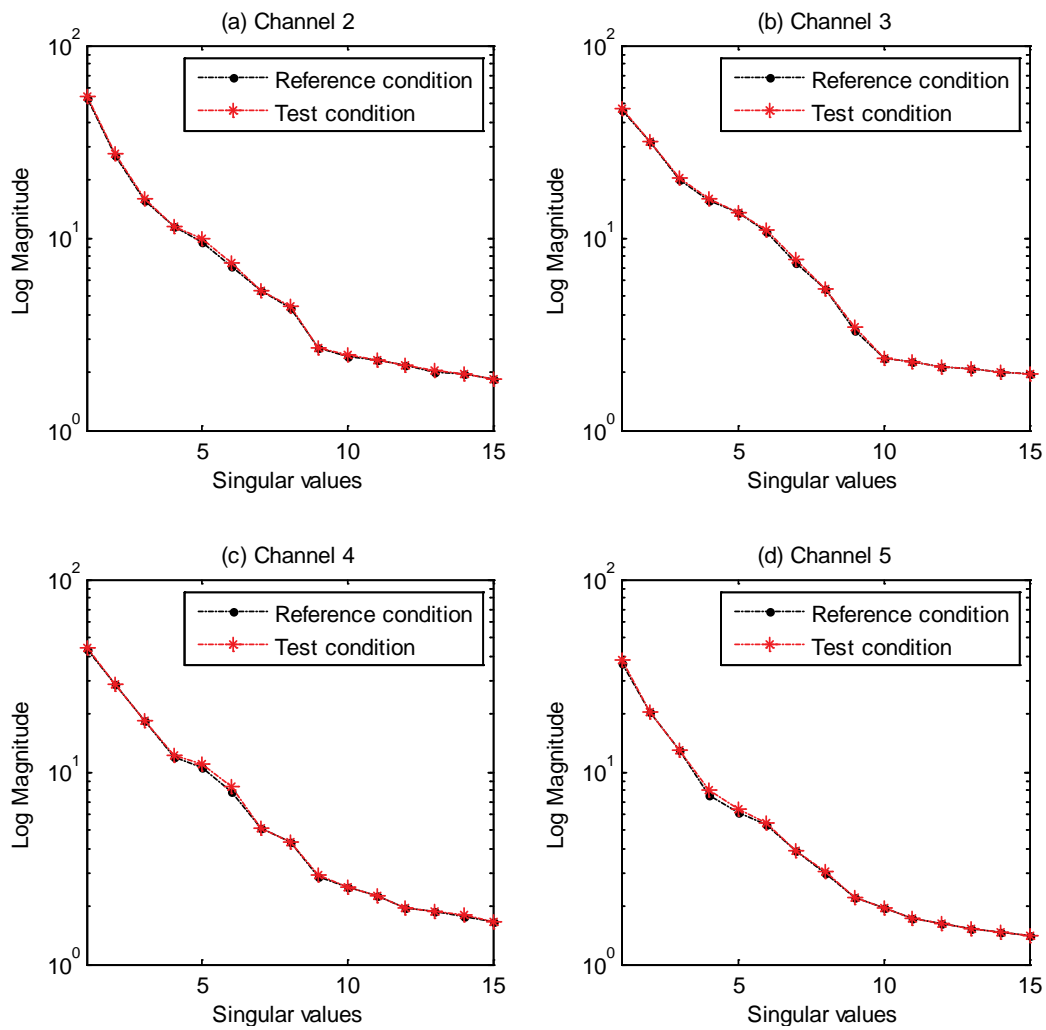 (a) Channel 2
10^2
10^1
10^0
Log Magnitude
Reference condition
Test condition
5
10
15
Singular values
(b) Channel 3
10^2
10^1
10^0
Log Magnitude
Reference condition
Test condition
5
10
15
Singular values
(c) Channel 4
10^2
10^1
10^0
Log Magnitude
Reference condition
Test condition
5
10
15
Singular values
(d) Channel 5
10^2
10^1
10^0
Log Magnitude
Reference condition
Test condition
5
10
15
Singular values